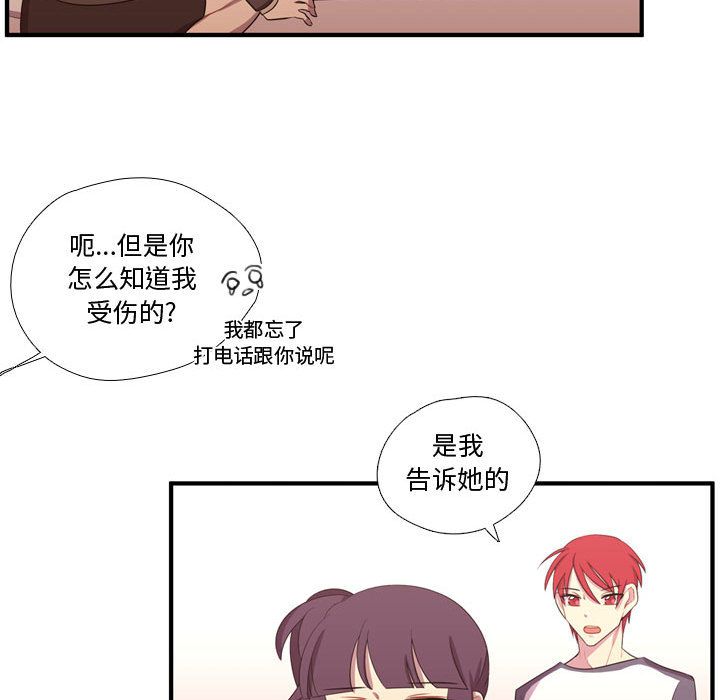 呃...但是你
怎么知道我
受伤的?
我都忘了
打电话跟你说呢
是我
告诉她的